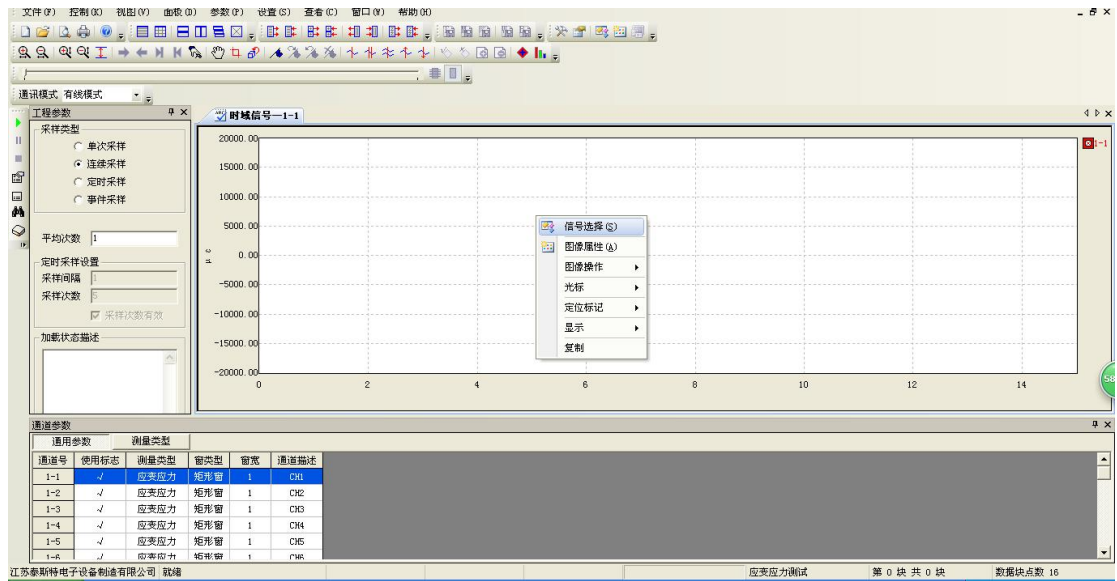 文件(F) 控制(K) 视图(V) 面板(D) 参数(P) 设置(S) 查看(C) 窗口(W) 帮助(H)
通讯模式 有线模式
工程参数
时域信号—1-1
采样类型
单次采样
连续采样
定时采样
事件采样
平均次数 1
定时采样设置
采样间隔 1
采样次数 5
采样次数有效
加载状态描述
20000.00
15000.00
10000.00
5000.00
0.00
-5000.00
-10000.00
-15000.00
-20000.00
με
0 2 4 6 8 10 12 14
1-1
信号选择(S)
图像属性(A)
图像操作
光标
定位标记
显示
复制
58
通道参数
通用参数 测量类型
通道号 使用标志 测量类型 窗类型 窗宽 通道描述
1-1 √ 应变应力 矩形窗 1 CH1
1-2 √ 应变应力 矩形窗 1 CH2
1-3 √ 应变应力 矩形窗 1 CH3
1-4 √ 应变应力 矩形窗 1 CH4
1-5 √ 应变应力 矩形窗 1 CH5
1-6 √ 应变应力 矩形窗 1 CH6
江苏泰斯特电子设备制造有限公司 就绪 应变应力测试 第 0 块 共 0 块 数据块点数 16